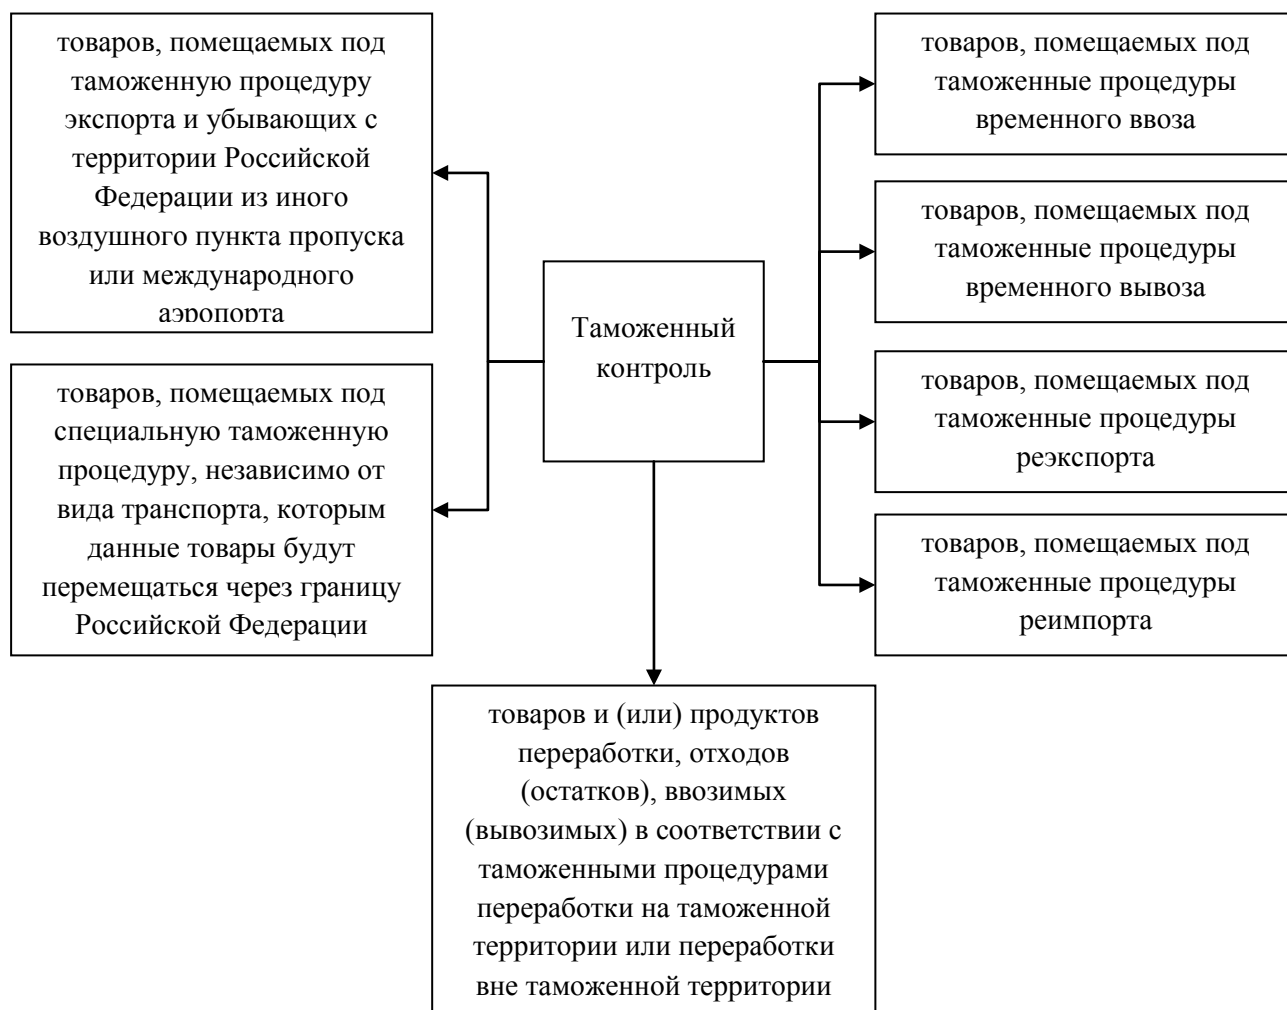 товаров, помещаемых под
таможенную процедуру
экспорта и убывающих с
территории Российской
Федерации из иного
воздушного пункта пропуска
или международного
аэропорта
товаров, помещаемых под
специальную таможенную
процедуру, независимо от
вида транспорта, которым
данные товары будут
перемещаться через границу
Российской Федерации
Таможенный
контроль
товаров, помещаемых под
таможенные процедуры
временного ввоза
товаров, помещаемых под
таможенные процедуры
временного вывоза
товаров, помещаемых под
таможенные процедуры
реэкспорта
товаров, помещаемых под
таможенные процедуры
реимпорта
товаров и (или) продуктов
переработки, отходов
(остатков), ввозимых
(вывозимых) в соответствии с
таможенными процедурами
переработки на таможенной
территории или переработки
вне таможенной территории